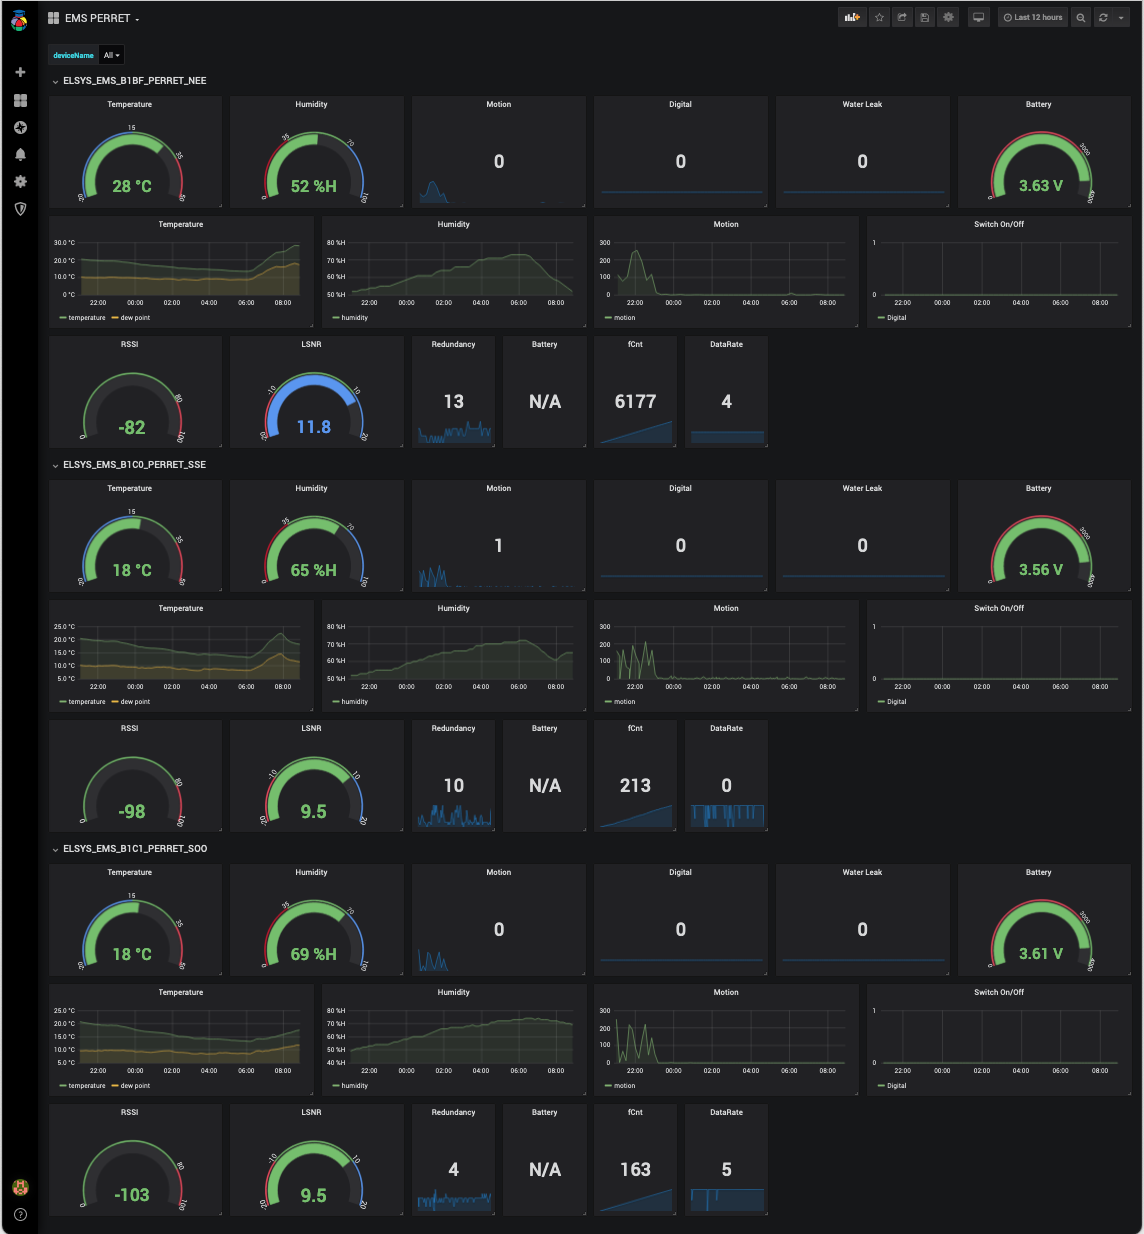 EMS PERRET
Last 12 hours
deviceName All
ELSYS_EMS_B1BF_PERRET_NEE
Temperature Humidity Motion Digital Water Leak Battery
-20 15 35 50 0 35 70 100 0 3000 4200
28 °C 52 %H 0 0 0 3.63 V
Temperature Humidity Motion Switch On/Off
30.0 °C 80 %H 300 1
20.0 °C 70 %H 200
10.0 °C 60 %H 100
0 °C 50 %H 0 0
22:00 00:00 02:00 04:00 06:00 08:00 22:00 00:00 02:00 04:00 06:00 08:00 22:00 00:00 02:00 04:00 06:00 08:00 22:00 00:00 02:00 04:00 06:00 08:00
temperature dew point humidity motion Digital
RSSI LSNR Redundancy Battery fCnt DataRate
0 80 100 -20 -10 10 20
-82 11.8 13 N/A 6177 4
ELSYS_EMS_B1C0_PERRET_SSE
Temperature Humidity Motion Digital Water Leak Battery
-20 15 35 50 0 35 70 100 0 3000 4200
18 °C 65 %H 1 0 0 3.56 V
Temperature Humidity Motion Switch On/Off
25.0 °C 80 %H 300 1
20.0 °C 70 %H 200
15.0 °C 60 %H 100
10.0 °C 50 %H 0 0
5.0 °C
22:00 00:00 02:00 04:00 06:00 08:00 22:00 00:00 02:00 04:00 06:00 08:00 22:00 00:00 02:00 04:00 06:00 08:00 22:00 00:00 02:00 04:00 06:00 08:00
temperature dew point humidity motion Digital
RSSI LSNR Redundancy Battery fCnt DataRate
0 80 100 -20 -10 10 20
-98 9.5 10 N/A 213 0
ELSYS_EMS_B1C1_PERRET_SOO
Temperature Humidity Motion Digital Water Leak Battery
-20 15 35 50 0 35 70 100 0 3000 4200
18 °C 69 %H 0 0 0 3.61 V
Temperature Humidity Motion Switch On/Off
25.0 °C 80 %H 300 1
20.0 °C 70 %H 200
15.0 °C 60 %H 100
10.0 °C 50 %H 0 0
5.0 °C 40 %H
22:00 00:00 02:00 04:00 06:00 08:00 22:00 00:00 02:00 04:00 06:00 08:00 22:00 00:00 02:00 04:00 06:00 08:00 22:00 00:00 02:00 04:00 06:00 08:00
temperature dew point humidity motion Digital
RSSI LSNR Redundancy Battery fCnt DataRate
0 80 100 -20 -10 10 20
-103 9.5 4 N/A 163 5